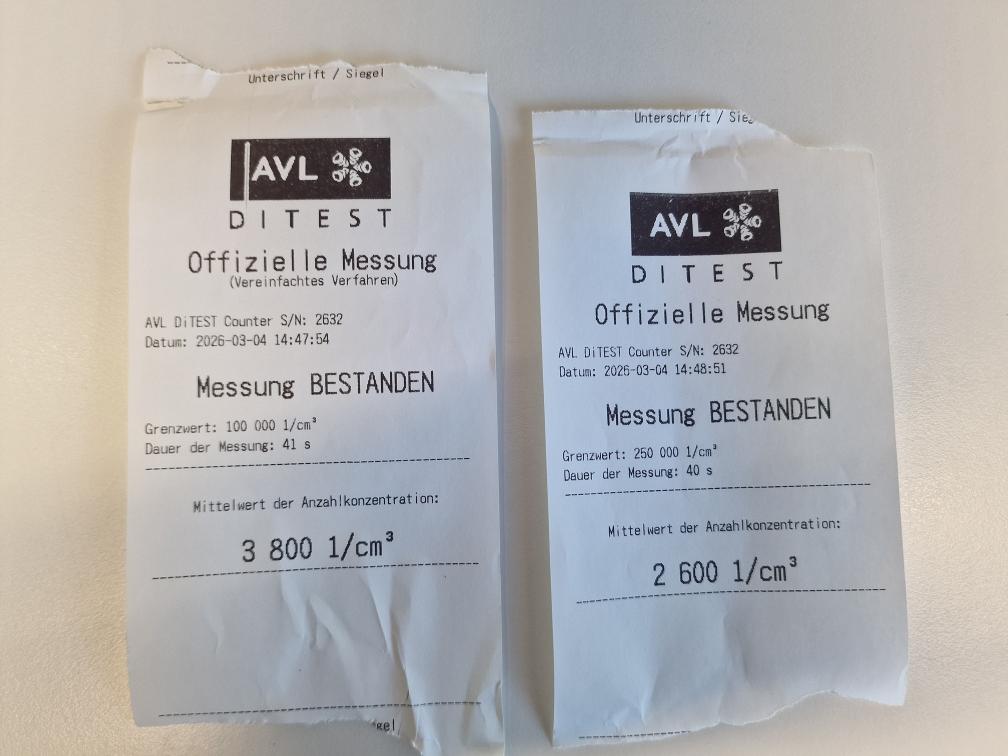 Unterschrift / Siegel
AVL
DITEST
Offizielle Messung
(Vereinfachtes Verfahren)
AVL DiTEST Counter S/N: 2632
Datum: 2026-03-04 14:47:54
Messung BESTANDEN
Grenzwert: 100 000 1/cm³
Dauer der Messung: 41 s
Mittelwert der Anzahlkonzentration:
3 800 1/cm³
Unterschrift /
AVL
DITEST
Offizielle Messung
AVL DiTEST Counter S/N: 2632
Datum: 2026-03-04 14:48:51
Messung BESTANDEN
Grenzwert: 250 000 1/cm³
Dauer der Messung: 40 s
Mittelwert der Anzahlkonzentration:
2 600 1/cm³